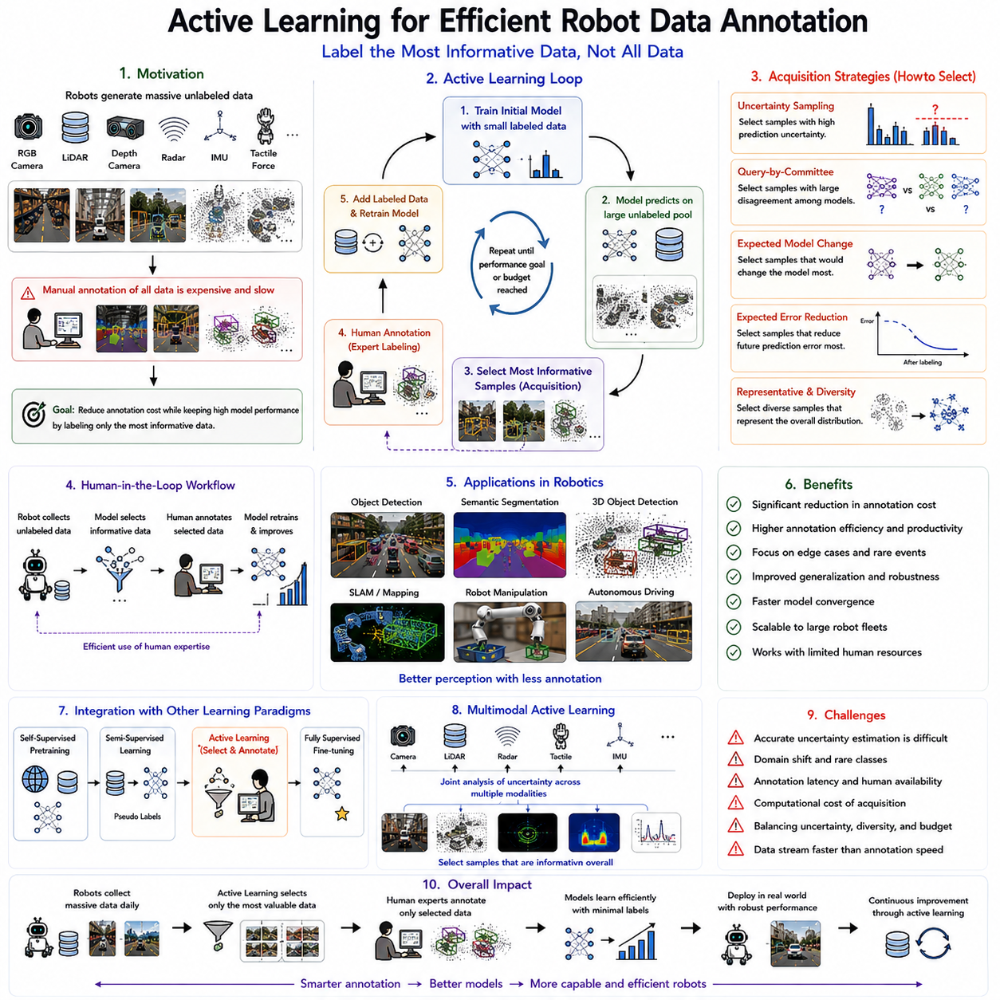 Active Learning for Efficient Robot Data Annotation
Label the Most Informative Data, Not All Data
1. Motivation
Robots generate massive unlabeled data
RGB
Camera
LiDAR
Depth
Camera
Radar
IMU
Tactile
Force
...
...
Manual annotation of all data is expensive and slow
...
Goal: Reduce annotation cost while keeping high model performance
by labeling only the most informative data.
2. Active Learning Loop
1. Train Initial Model
with small labeled data
2. Model predicts on
large unlabeled pool
...
3. Select Most Informative
Samples (Acquisition)
...
4. Human Annotation
(Expert Labeling)
...
5. Add Labeled Data
& Retrain Model
Repeat until
performance goal
or budget
reached
3. Acquisition Strategies (Howto Select)
Uncertainty Sampling
Select samples with high
prediction uncertainty.
?
Query-by-Committee
Select samples with large
disagreement among models.
vs
?
vs
?
Expected Model Change
Select samples that would
change the model most.
Expected Error Reduction
Select samples that reduce
future prediction error most.
Error
After labeling
Representative & Diversity
Select diverse samples that
represent the overall distribution.
4. Human-in-the-Loop Workflow
Robot collects
unlabeled data
Model selects
informative data
Human annotates
selected data
Model retrains
& improves
...
Efficient use of human expertise
5. Applications in Robotics
Object Detection
Semantic Segmentation
3D Object Detection
SLAM / Mapping
Robot Manipulation
Autonomous Driving
Better perception with less annotation
6. Benefits
Significant reduction in annotation cost
Higher annotation efficiency and productivity
Focus on edge cases and rare events
Improved generalization and robustness
Faster model convergence
Scalable to large robot fleets
Works with limited human resources
7. Integration with Other Learning Paradigms
Self-Supervised
Pretraining
Semi-Supervised
Learning
Pseudo Labels
Active Learning
(Select & Annotate)
Fully Supervised
Fine-tuning
8. Multimodal Active Learning
Camera
LiDAR
Radar
Tactile
IMU
...
Joint analysis of uncertainty across
multiple modalities
Select samples that are informativn overall
9. Challenges
Accurate uncertainty estimation is difficult
Domain shift and rare classes
Annotation latency and human availability
Computational cost of acquisition
Balancing uncertainty, diversity, and budget
Data stream faster than annotation speed
10. Overall Impact
Robots collect
massive data daily
Active Learning selects
only the most valuable data
Human experts annotate
only selected data
Models learn efficiently
with minimal labels
Deploy in real world
with robust performance
Continuous improvement
through active learning
Smarter annotation → Better models → More capable and efficient robots